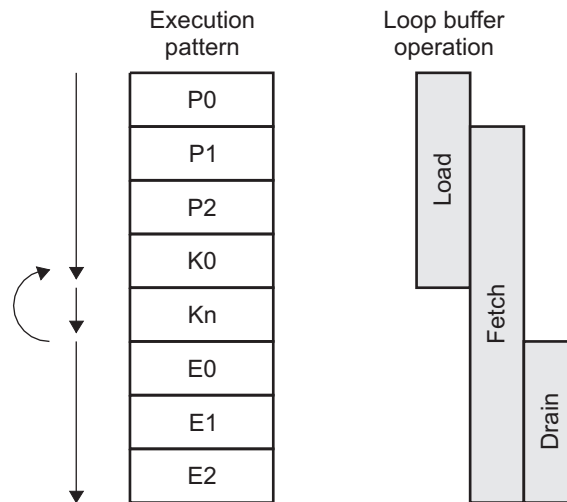 Execution
pattern
Loop buffer
operation
P0
P1
P2
K0
Kn
E0
E1
E2
Load
Fetch
Drain